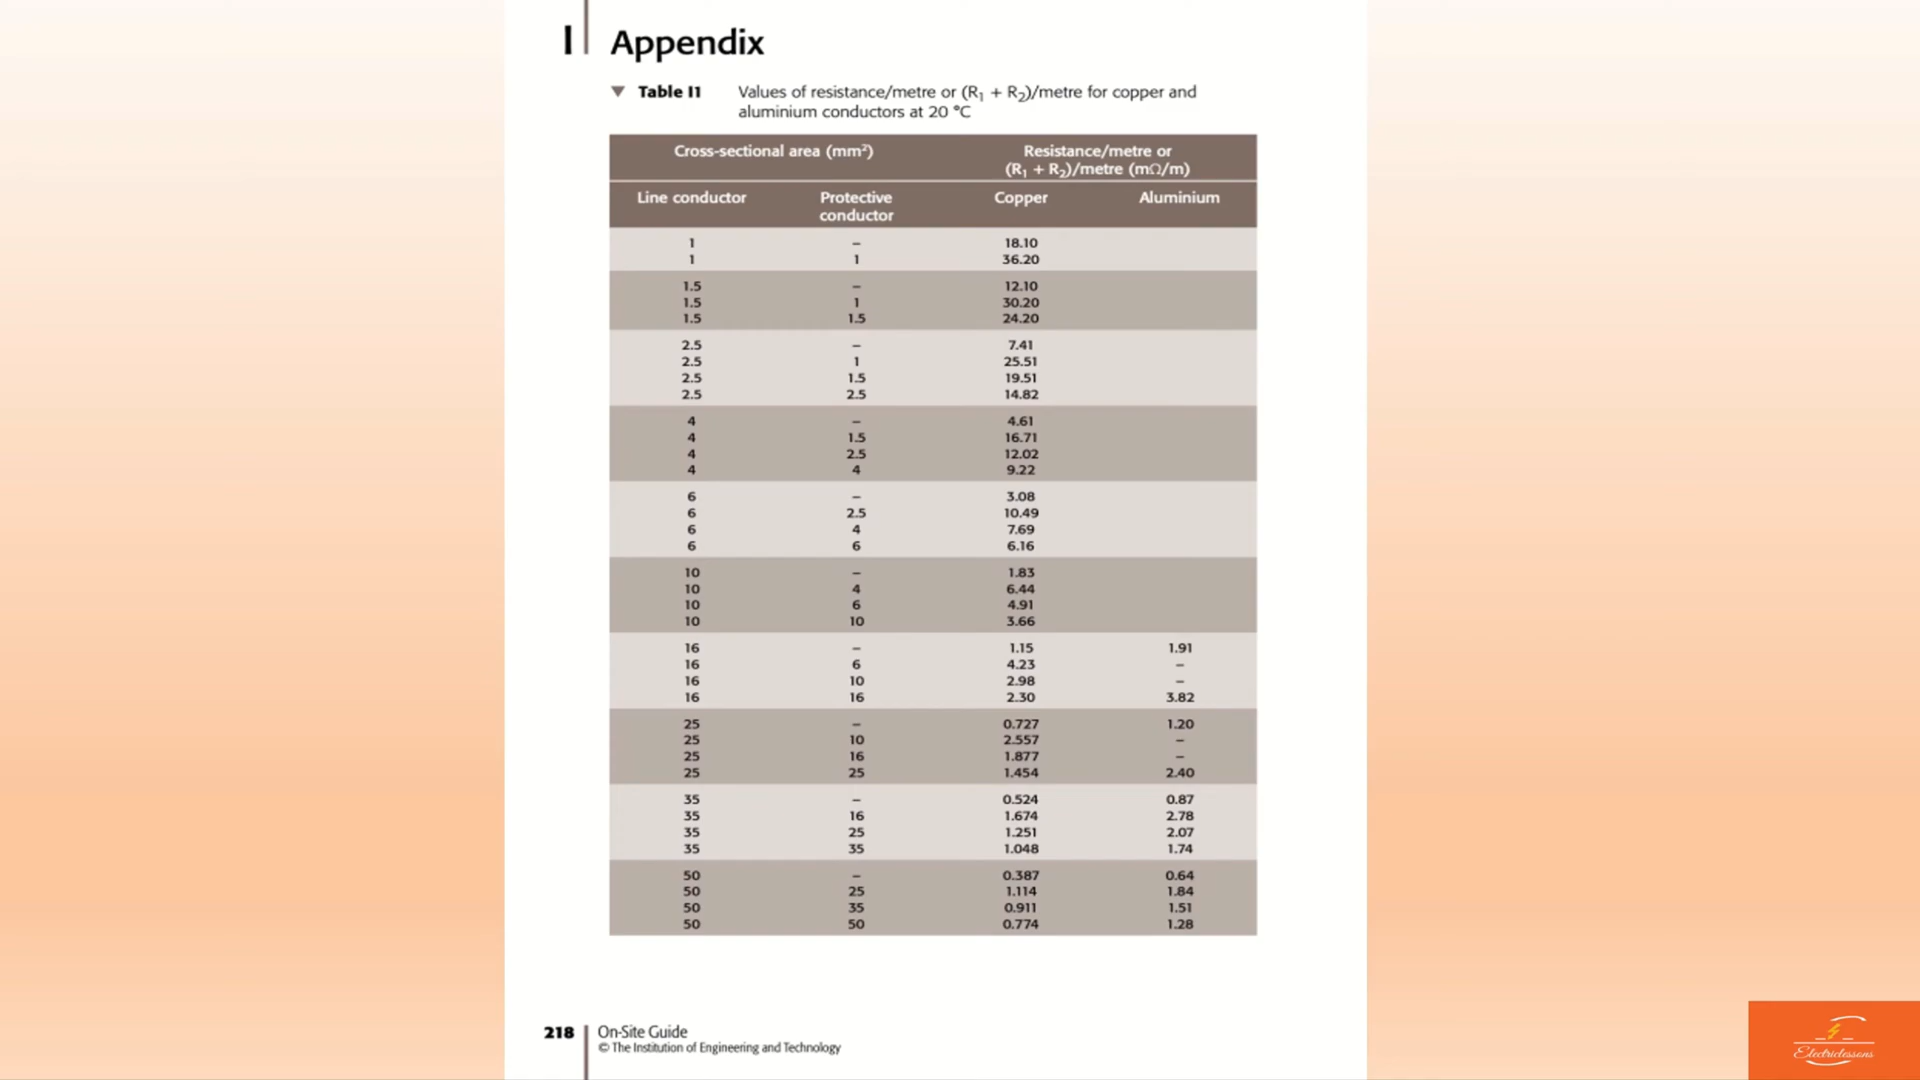 I Appendix
▼ Table I1 Values of resistance/metre or (R₁ + R₂)/metre for copper and
aluminium conductors at 20 °C
Cross-sectional area (mm²) Resistance/metre or
(R₁ + R₂)/metre (mΩ/m)
Line conductor Protective conductor Copper Aluminium
1 – 18.10
1 1 36.20
1.5 – 12.10
1.5 1 30.20
1.5 1.5 24.20
2.5 – 7.41
2.5 1 25.51
2.5 1.5 19.51
2.5 2.5 14.82
4 – 4.61
4 1.5 16.71
4 2.5 12.02
4 4 9.22
6 – 3.08
6 2.5 10.49
6 4 7.69
6 6 6.16
10 – 1.83
10 4 6.44
10 6 4.91
10 10 3.66
16 – 1.15 1.91
16 6 4.23 –
16 10 2.98 –
16 16 2.30 3.82
25 – 0.727 1.20
25 10 2.557 –
25 16 1.877 –
25 25 1.454 2.40
35 – 0.524 0.87
35 16 1.674 2.78
35 25 1.251 2.07
35 35 1.048 1.74
50 – 0.387 0.64
50 25 1.114 1.84
50 35 0.911 1.51
50 50 0.774 1.28
218 On-Site Guide
© The Institution of Engineering and Technology
Electriclessons